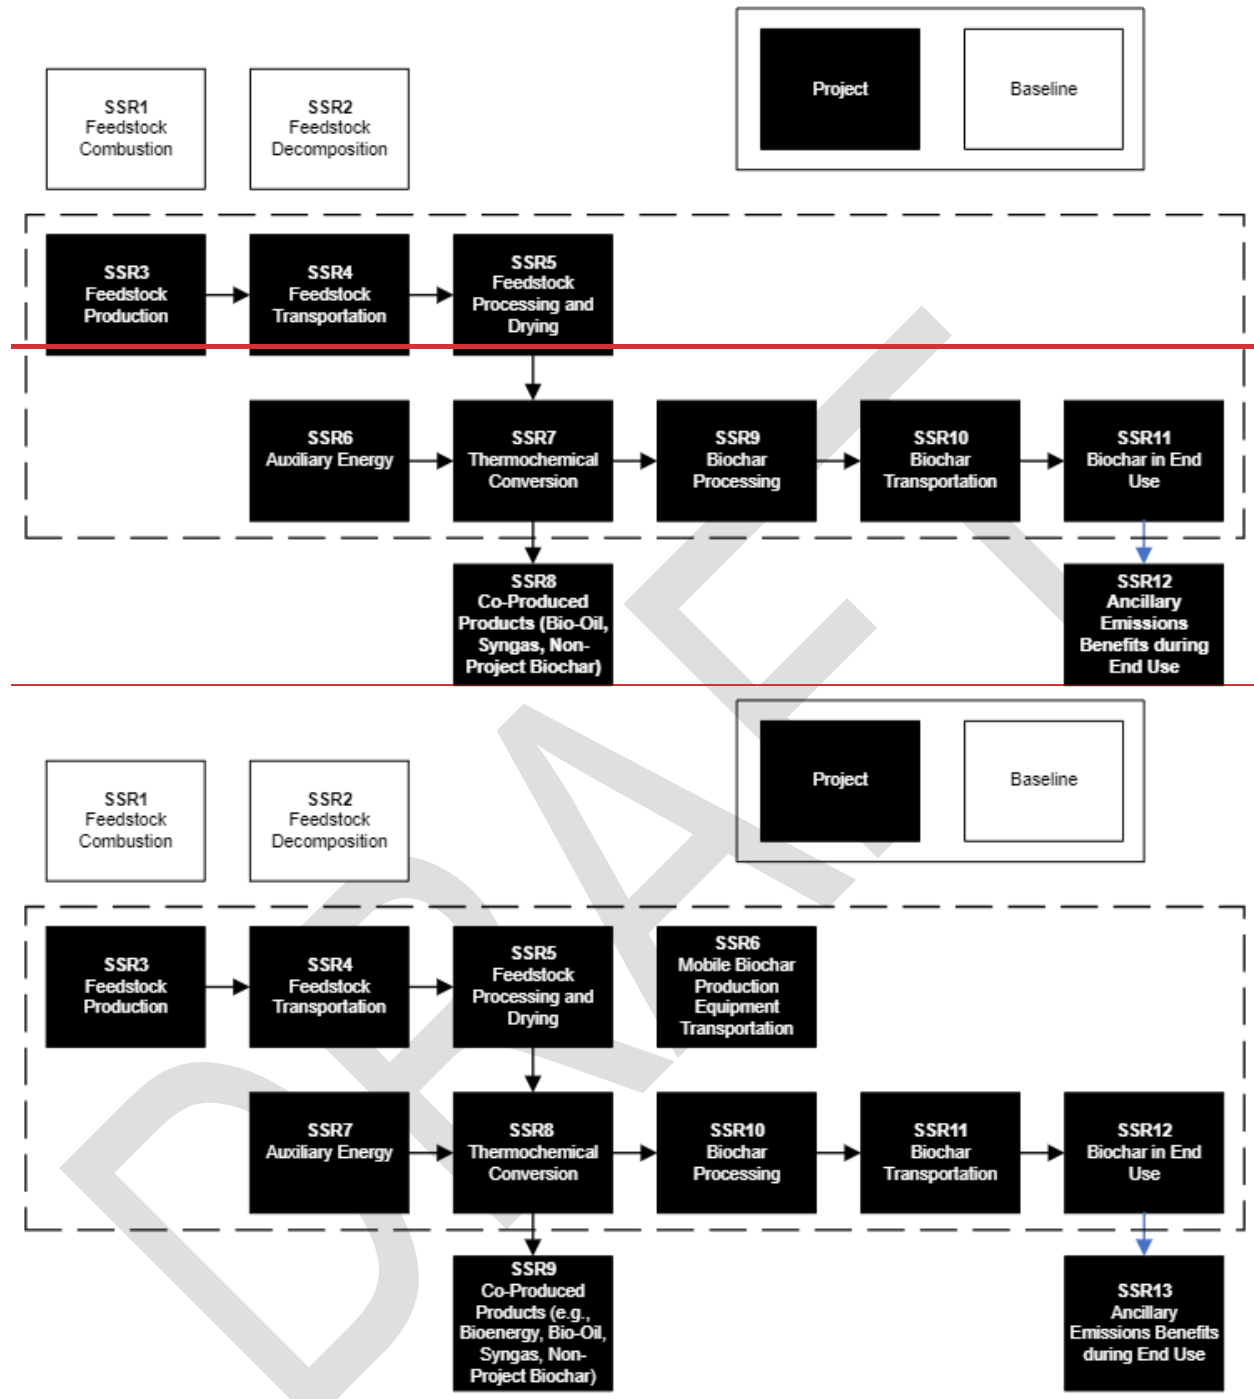 Project
Baseline
SSR1
Feedstock
Combustion
SSR2
Feedstock
Decomposition
SSR3
Feedstock
Production
SSR4
Feedstock
Transportation
SSR5
Feedstock
Processing and
Drying
SSR6
Auxiliary Energy
SSR7
Thermochemical
Conversion
SSR9
Biochar
Processing
SSR10
Biochar
Transportation
SSR11
Biochar in End
Use
SSR8
Co-Produced
Products (Bio-Oil,
Syngas, Non-
Project Biochar)
SSR12
Ancillary
Emissions
Benefits during
End Use
Project
Baseline
SSR1
Feedstock
Combustion
SSR2
Feedstock
Decomposition
SSR3
Feedstock
Production
SSR4
Feedstock
Transportation
SSR5
Feedstock
Processing and
Drying
SSR6
Mobile Biochar
Production
Equipment
Transportation
SSR7
Auxiliary Energy
SSR8
Thermochemical
Conversion
SSR10
Biochar
Processing
SSR11
Biochar
Transportation
SSR12
Biochar in End
Use
SSR9
Co-Produced
Products (e.g.,
Bioenergy, Bio-Oil,
Syngas, Non-
Project Biochar)
SSR13
Ancillary
Emissions Benefits
during End Use
DRAFT